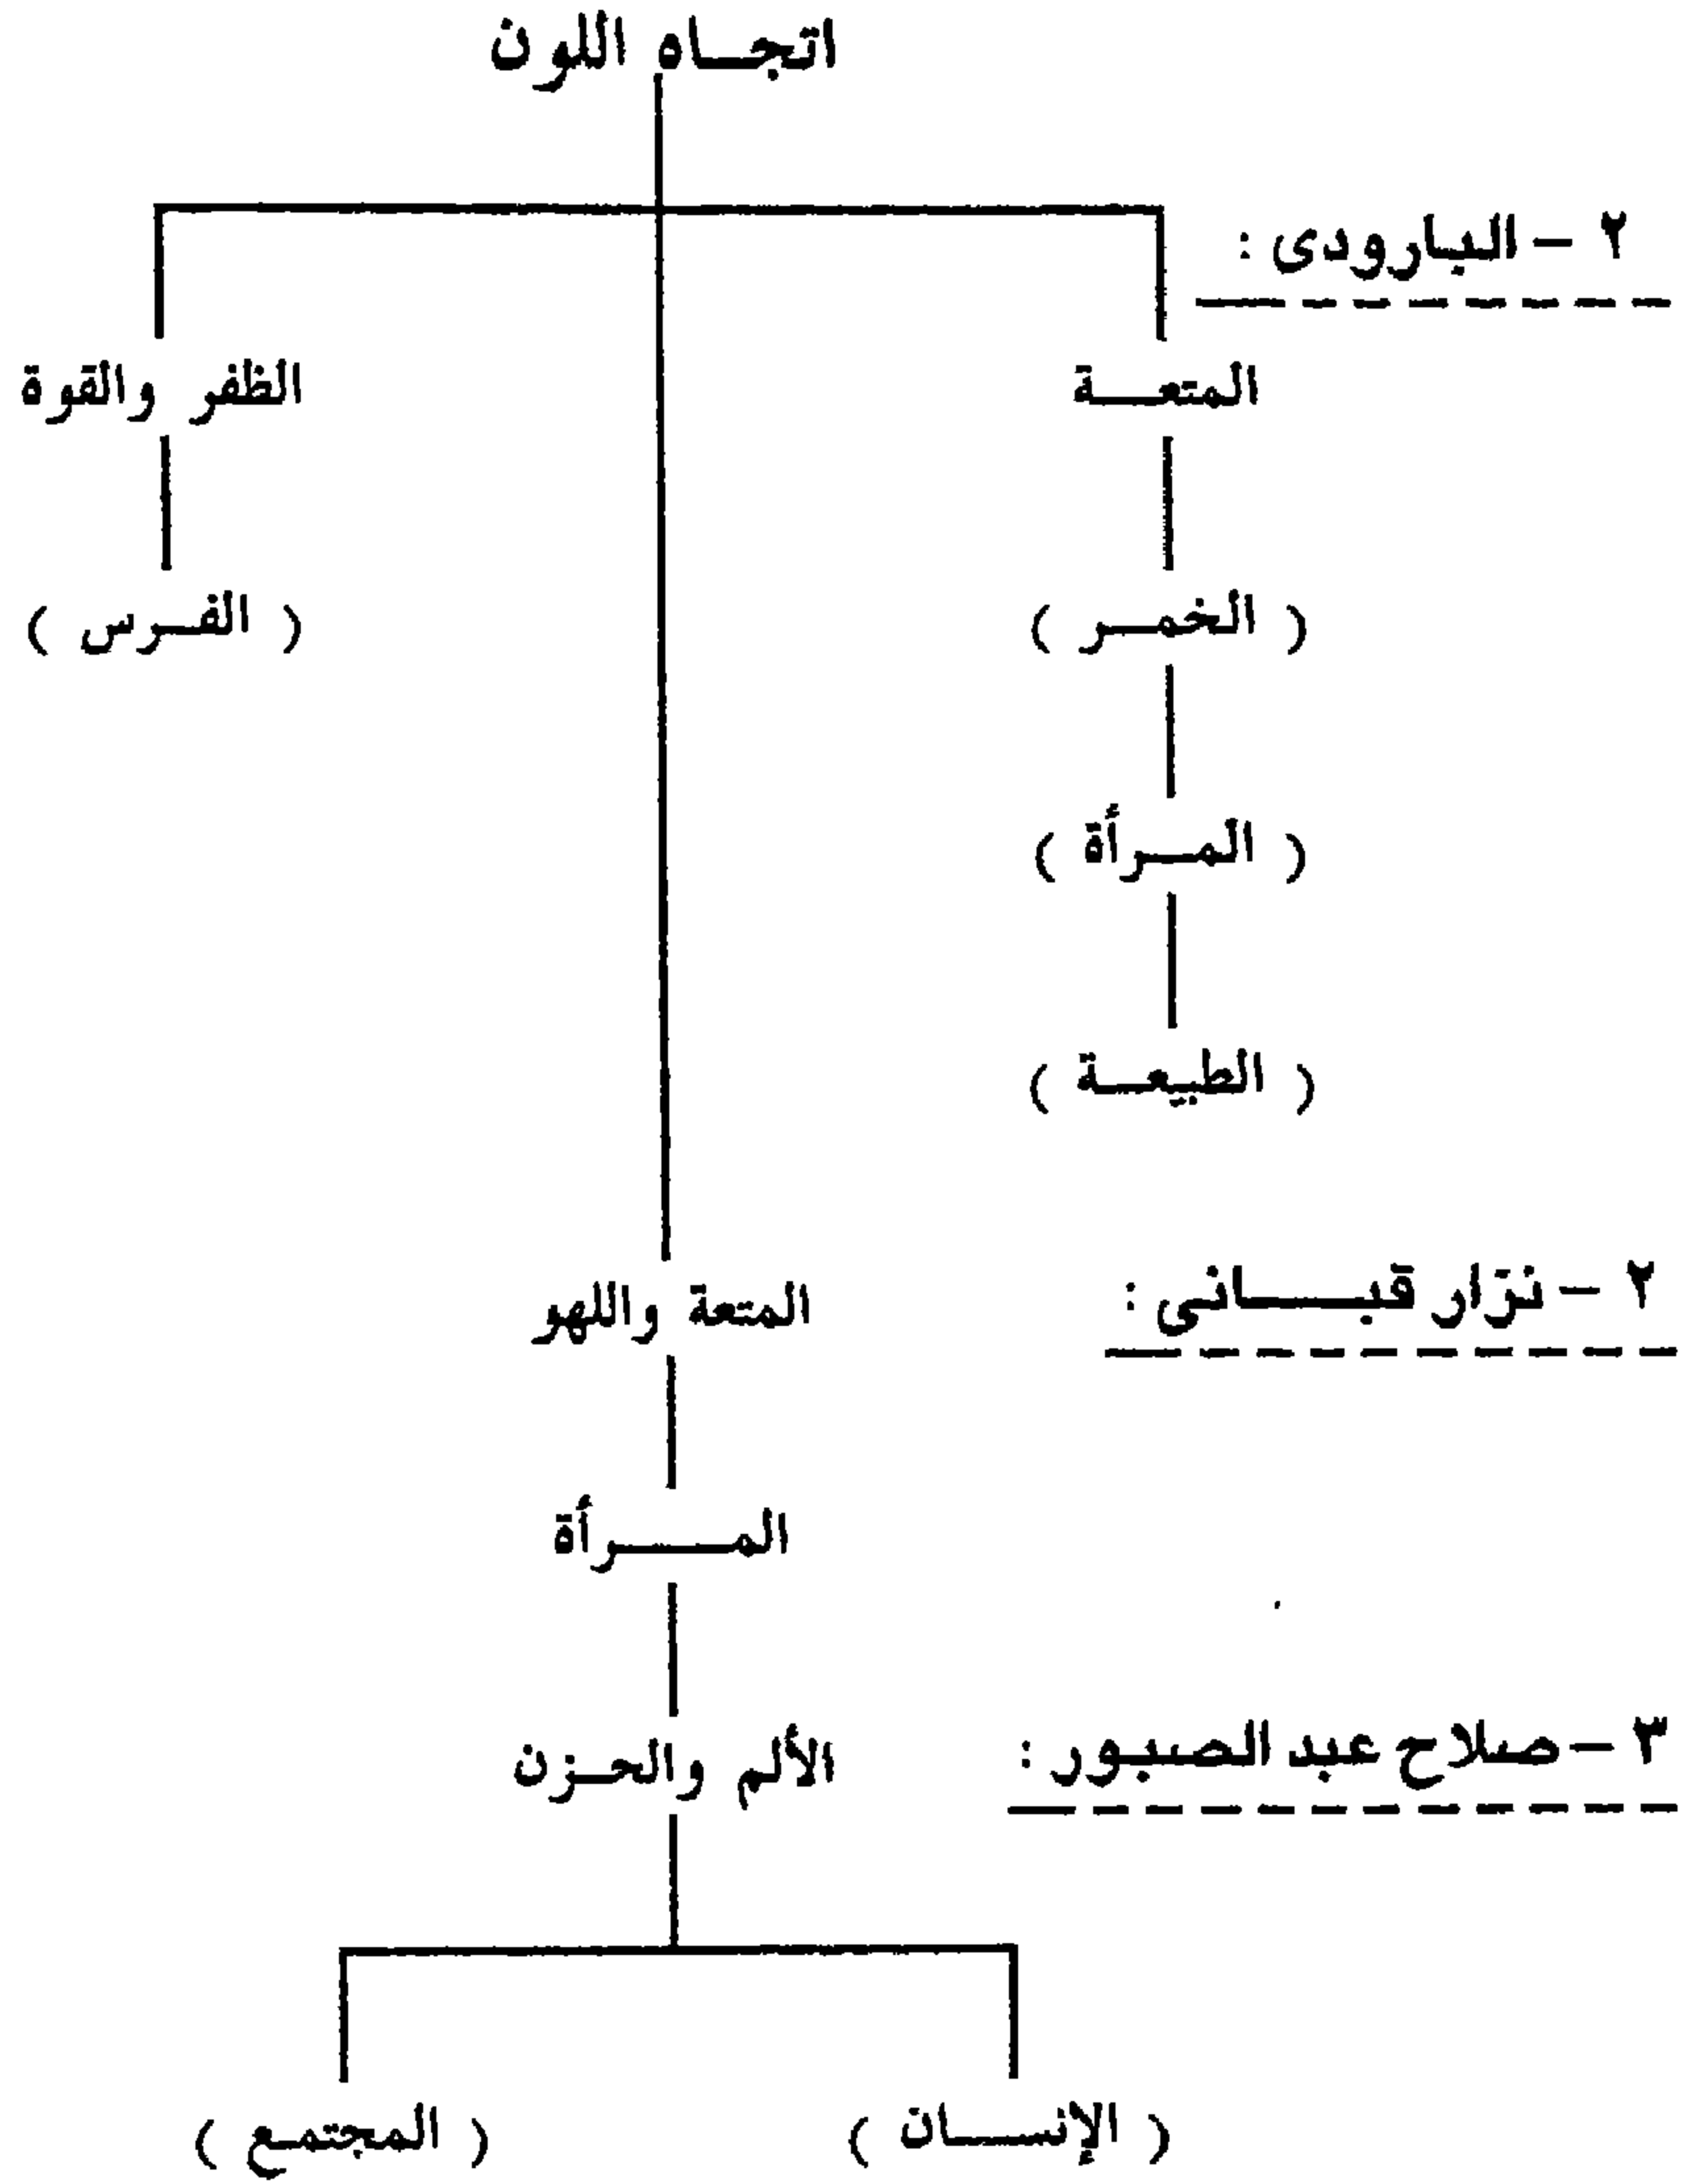 اتجاه اللون
٢ - البارودى :
المتعة
الظفر والقوة
( الخمر )
( الفرس )
( المرأة )
( الطبيعة )
٢ - نزار قبانى :
المتعة واللهو
المرأة
٣ - صلاح عبد الصبور :
الألم والحزن
( الإنسان )
( المجتمع )